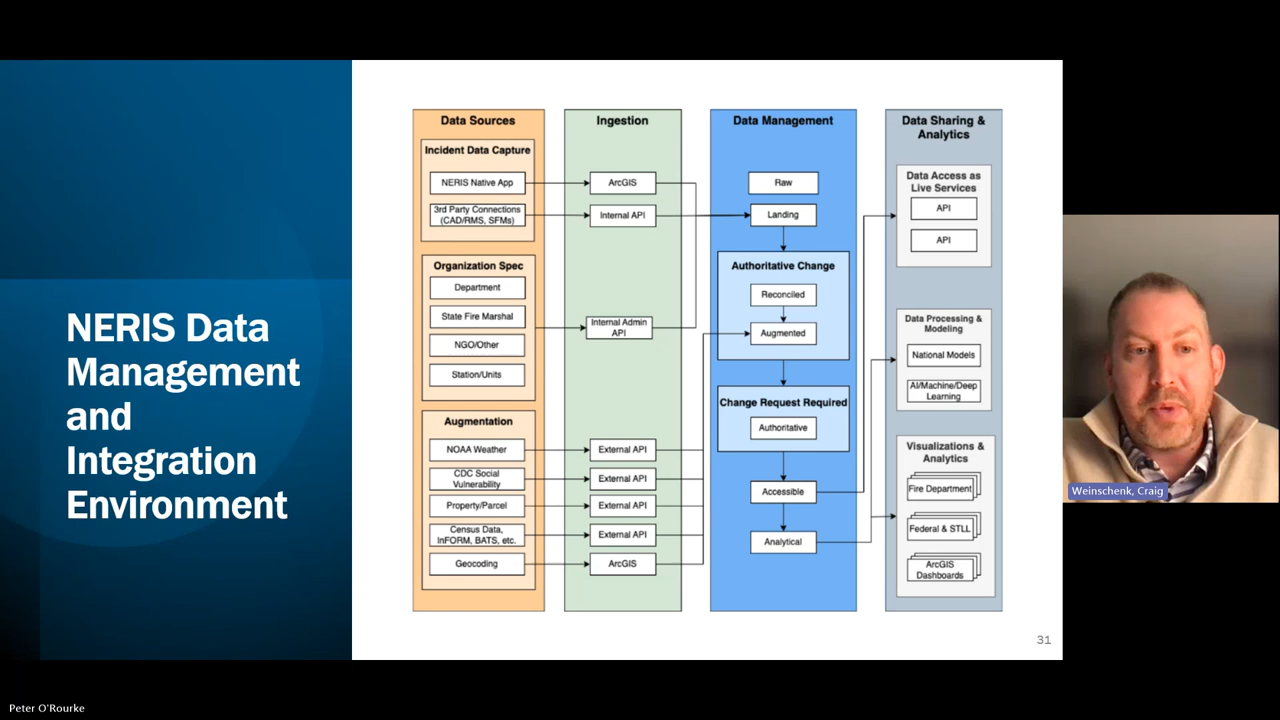 NERIS Data
Management
and
Integration
Environment
Data Sources
Incident Data Capture
NERIS Native App
3rd Party Connections
(CAD/RMS, SFMs)
Organization Spec
Department
State Fire Marshal
NGO/Other
Station/Units
Augmentation
NOAA Weather
CDC Social
Vulnerability
Property/Parcel
Census Data,
InFORM, BATS, etc.
Geocoding
Ingestion
ArcGIS
Internal API
Internal Admin
API
External API
External API
External API
External API
ArcGIS
Data Management
Raw
Landing
Authoritative Change
Reconciled
Augmented
Change Request Required
Authoritative
Accessible
Analytical
Data Sharing &
Analytics
Data Access as
Live Services
API
API
Data Processing &
Modeling
National Models
AI/Machine/Deep
Learning
Visualizations &
Analytics
Fire Department
Federal & STLL
ArcGIS
Dashboards
31
Weinschenk, Craig
Peter O'Rourke